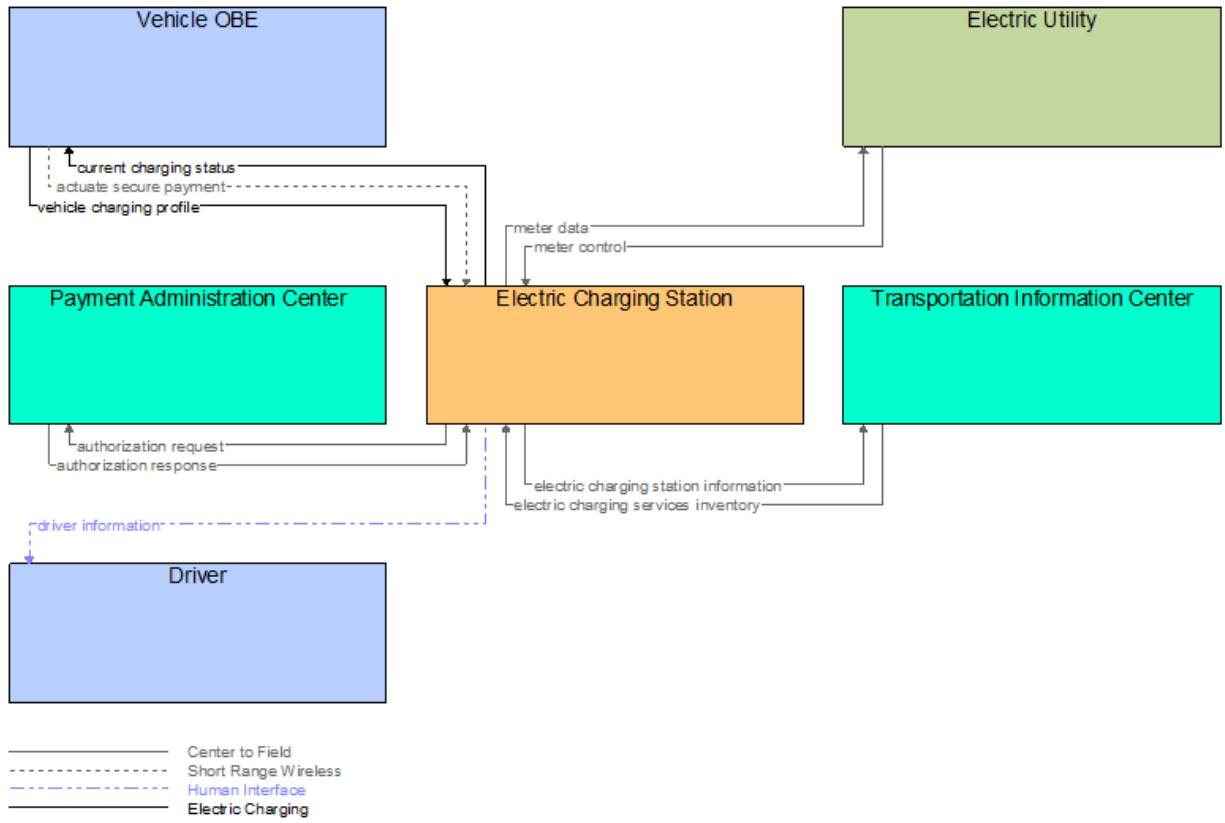 Vehicle OBE
Electric Utility
current charging status
actuate secure payment
vehicle charging profile
meter data
meter control
Payment Administration Center
Electric Charging Station
Transportation Information Center
authorization request
authorization response
electric charging station information
electric charging services inventory
driver information
Driver
Center to Field
Short Range Wireless
Human Interface
Electric Charging